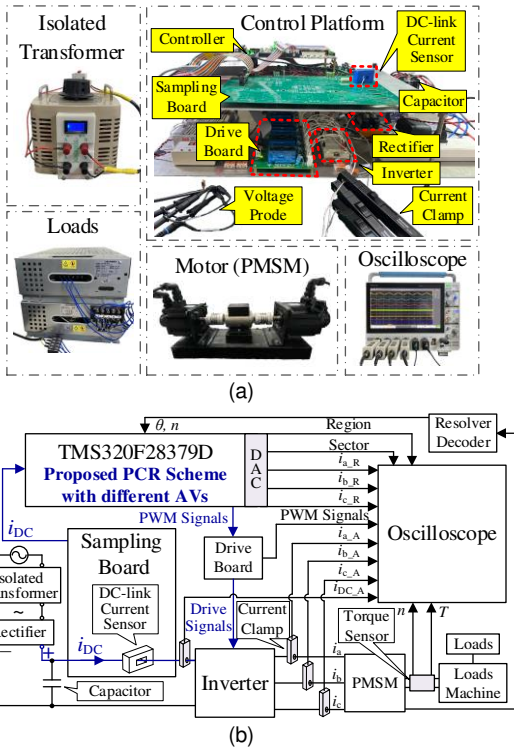 Isolated
Transformer
Control Platform
Controller
DC-link
Current
Sensor
Sampling
Board
Capacitor
Drive
Board
Rectifier
Inverter
Voltage
Prode
Current
Clamp
Loads
Motor (PMSM)
Oscilloscope
(a)
θ, n
Region
Resolver
Decoder
TMS320F28379D
Proposed PCR Scheme
with different AVs
DAC
Sector
i_a_R
i_b_R
i_c_R
PWM Signals
PWM Signals
i_DC
Sampling
Board
Drive
Board
i_a_A
i_b_A
i_c_A
i_DC_A
Oscilloscope
solated
ransformer
~
ectifier
DC-link
Current
Sensor
Drive
Signals
Current
Clamp
n
T
Torque
Sensor
+
i_DC
Capacitor
Inverter
i_a
i_b
i_c
PMSM
Loads
Loads
Machine
(b)